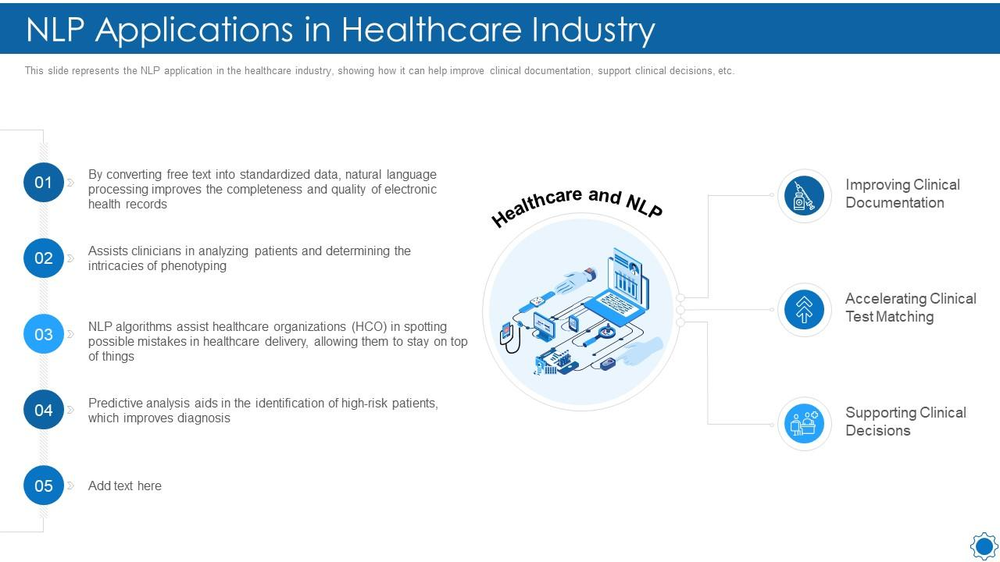 NLP Applications in Healthcare Industry
This slide represents the NLP application in the healthcare industry, showing how it can help improve clinical documentation, support clinical decisions, etc.
01
By converting free text into standardized data, natural language
processing improves the completeness and quality of electronic
health records
02
Assists clinicians in analyzing patients and determining the
intricacies of phenotyping
03
NLP algorithms assist healthcare organizations (HCO) in spotting
possible mistakes in healthcare delivery, allowing them to stay on top
of things
04
Predictive analysis aids in the identification of high-risk patients,
which improves diagnosis
05
Add text here
Healthcare and NLP
Improving Clinical
Documentation
Accelerating Clinical
Test Matching
Supporting Clinical
Decisions